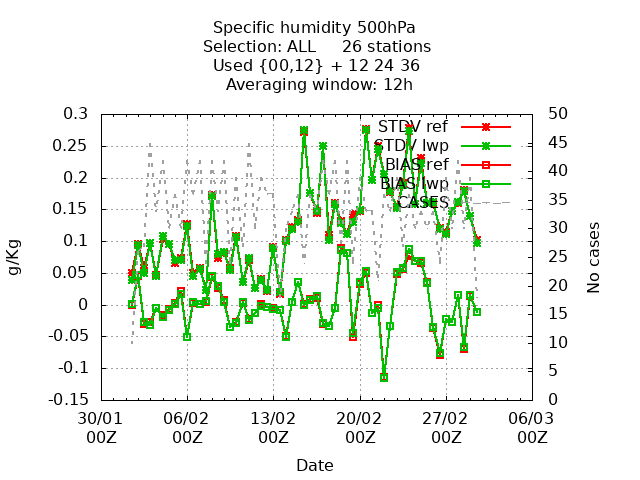 Specific humidity 500hPa
Selection: ALL 26 stations
Used {00,12} + 12 24 36
Averaging window: 12h
0.3
0.25
0.2
0.15
0.1
0.05
0
-0.05
-0.1
-0.15
g/Kg
STDV ref
STDV lwp
BIAS ref
BIAS lwp
CASES
50
45
40
35
30
25
20
15
10
5
0
No cases
30/01 06/02 13/02 20/02 27/02 06/03
00Z 00Z 00Z 00Z 00Z 00Z
Date